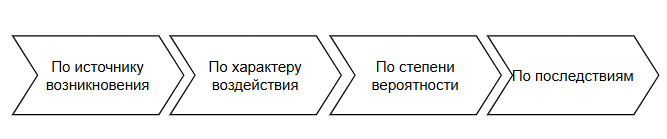 По источнику
возникновения
По характеру
воздействия
По степени
вероятности
По последствиям